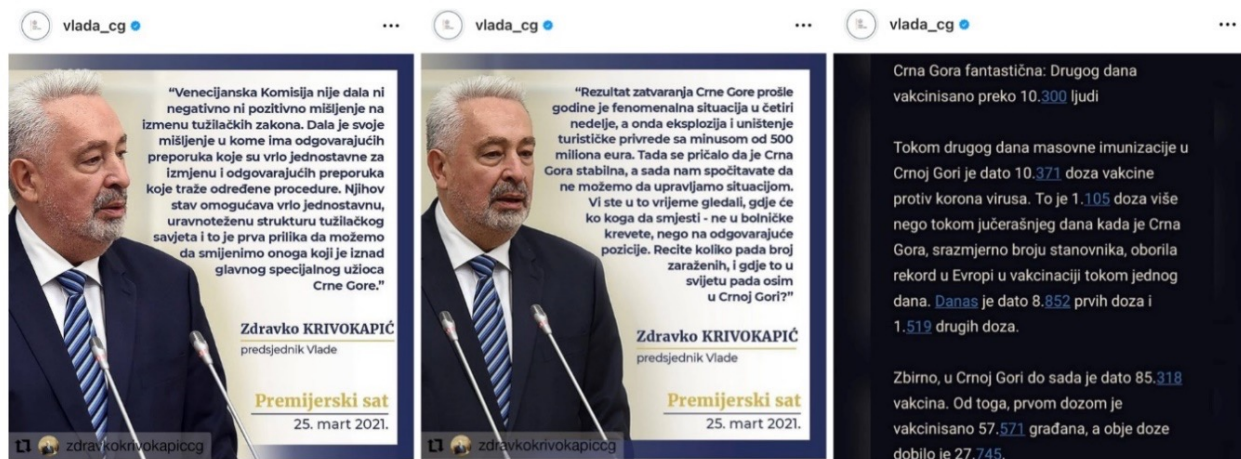 vlada_cg
“Venecijanska Komisija nije dala ni
negativno ni pozitivno mišljenje na
izmenu tužilačkih zakona. Dala je svoje
mišljenje u kome ima odgovarajućih
preporuka koje su vrlo jednostavne za
izmjenu i odgovarajućih preporuka
koje traže određene procedure. Njihov
stav omogućava vrlo jednostavnu,
uravnoteženu strukturu tužilačkog
savjeta i to je prva prilika da možemo
da smijenimo onoga koji je iznad
glavnog specijalnog užioca
Crne Gore.”
Zdravko KRIVOKAPIĆ
predsjednik Vlade
Premijerski sat
25. mart 2021.
zdravkokrivokapiccg
vlada_cg
“Rezultat zatvaranja Crne Gore prošle
godine je fenomenalna situacija u četiri
nedelje, a onda eksplozija i uništenje
turističke privrede sa minusom od 500
miliona eura. Tada se pričalo da je Crna
Gora stabilna, a sada nam spočitavate da
ne možemo da upravljamo situacijom.
Vi ste u to vrijeme gledali, gdje će
ko koga da smjesti - ne u bolničke
krevete, nego na odgovarajuće
pozicije. Recite koliko pada broj
zaraženih, i gdje to u
svijetu pada osim
u Crnoj Gori?”
Zdravko KRIVOKAPIĆ
predsjednik Vlade
Premijerski sat
25. mart 2021.
zdravkokrivokapiccg
vlada_cg
Crna Gora fantastična: Drugog dana
vakcinisano preko 10.300 ljudi
Tokom drugog dana masovne imunizacije u
Crnoj Gori je dato 10.371 doza vakcine
protiv korona virusa. To je 1.105 doza više
nego tokom jučerašnjeg dana kada je Crna
Gora, srazmjerno broju stanovnika, oborila
rekord u Evropi u vakcinaciji tokom jednog
dana. Danas je dato 8.852 prvih doza i
1.519 drugih doza.
Zbirno, u Crnoj Gori do sada je dato 85.318
vakcina. Od toga, prvom dozom je
vakcinisano 57.571 građana, a obje doze
dobilo je 27.745.